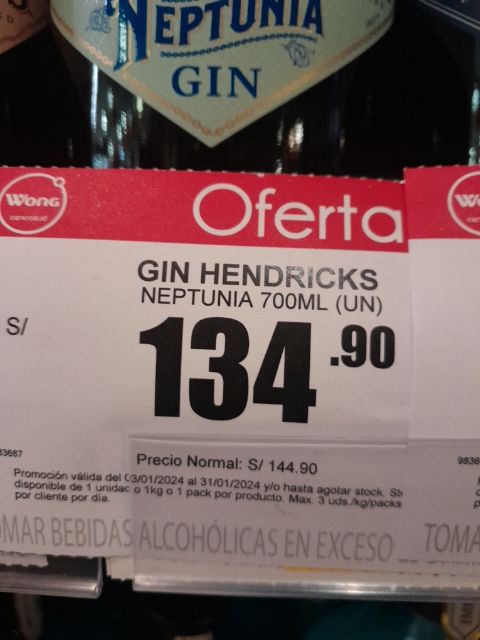 NEPTUNIA
GIN
Wong
cencosud
Oferta
GIN HENDRICKS
NEPTUNIA 700ML (UN)
S/
134.90
Precio Normal: S/ 144.90
Promoción válida del 03/01/2024 al 31/01/2024 y/o hasta agotar stock.
disponible de 1 unidad o 1kg o 1 pack por producto. Max. 3 uds./kg/packs
por cliente por día.
TOMAR BEBIDAS ALCOHÓLICAS EN EXCESO
TOMA